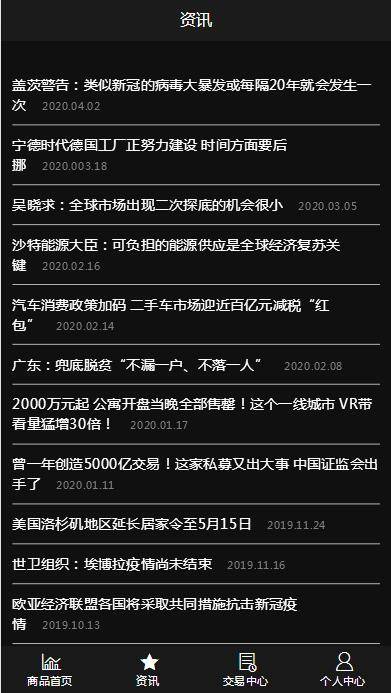 资讯
盖茨警告：类似新冠的病毒大暴发或每隔20年就会发生一
次 2020.04.02
宁德时代德国工厂正努力建设 时间方面要后
挪 2020.003.18
吴晓求：全球市场出现二次探底的机会很小 2020.03.05
沙特能源大臣：可负担的能源供应是全球经济复苏关
键 2020.02.16
汽车消费政策加码 二手车市场迎近百亿元减税“红
包” 2020.02.14
广东：兜底脱贫“不漏一户、不落一人” 2020.02.08
2000万元起 公寓开盘当晚全部售罄！这个一线城市 VR带
看量猛增30倍！ 2020.01.17
曾一年创造5000亿交易！这家私募又出大事 中国证监会出
手了 2020.01.11
美国洛杉矶地区延长居家令至5月15日 2019.11.24
世卫组织：埃博拉疫情尚未结束 2019.11.16
欧亚经济联盟各国将采取共同措施抗击新冠疫
情 2019.10.13
商品首页 资讯 交易中心 个人中心